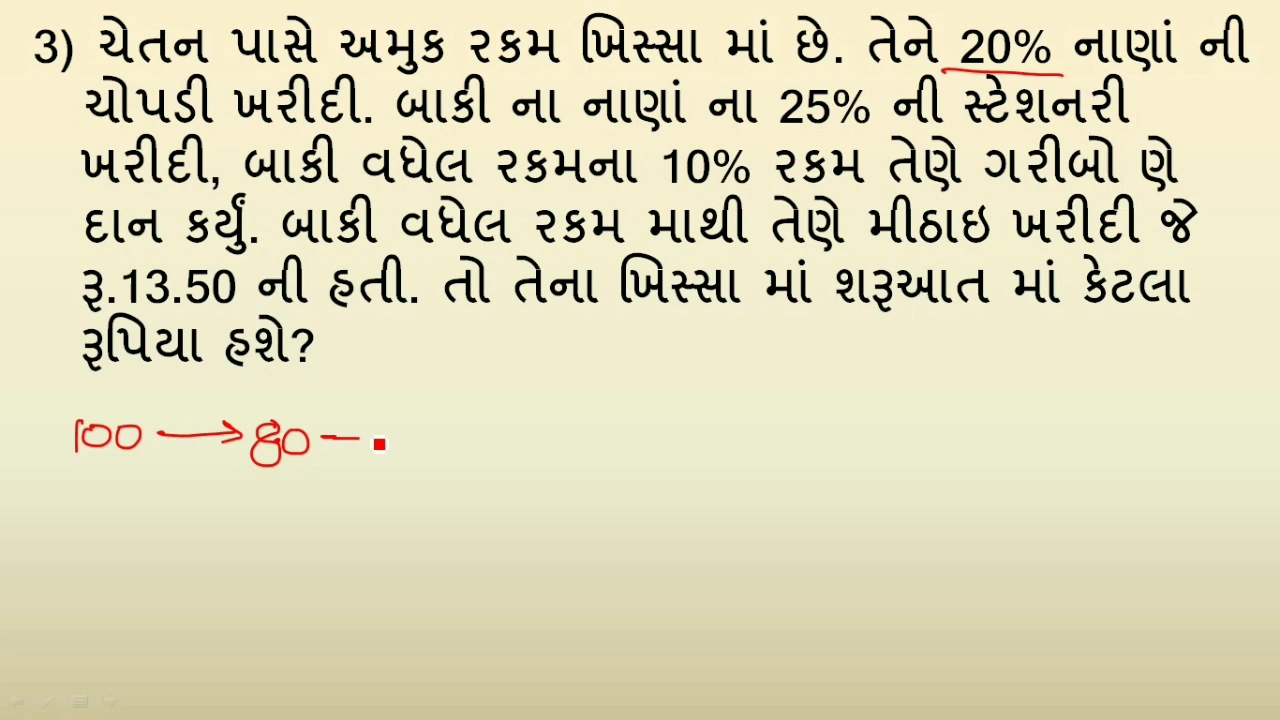 3) ચેતન પાસે અમુક રકમ ખિસ્સા માં છે. તેને 20% નાણાં ની
ચોપડી ખરીદી. બાકી ના નાણાં ના 25% ની સ્ટેશનરી
ખરીદી, બાકી વધેલ રકમના 10% રકમ તેણે ગરીબો ણે
દાન કર્યું. બાકી વધેલ રકમ માથી તેણે મીઠાઇ ખરીદી જે
રૂ.13.50 ની હતી. તો તેના ખિસ્સા માં શરૂઆત માં કેટલા
રૂપિયા હશે?
100 → 80 —